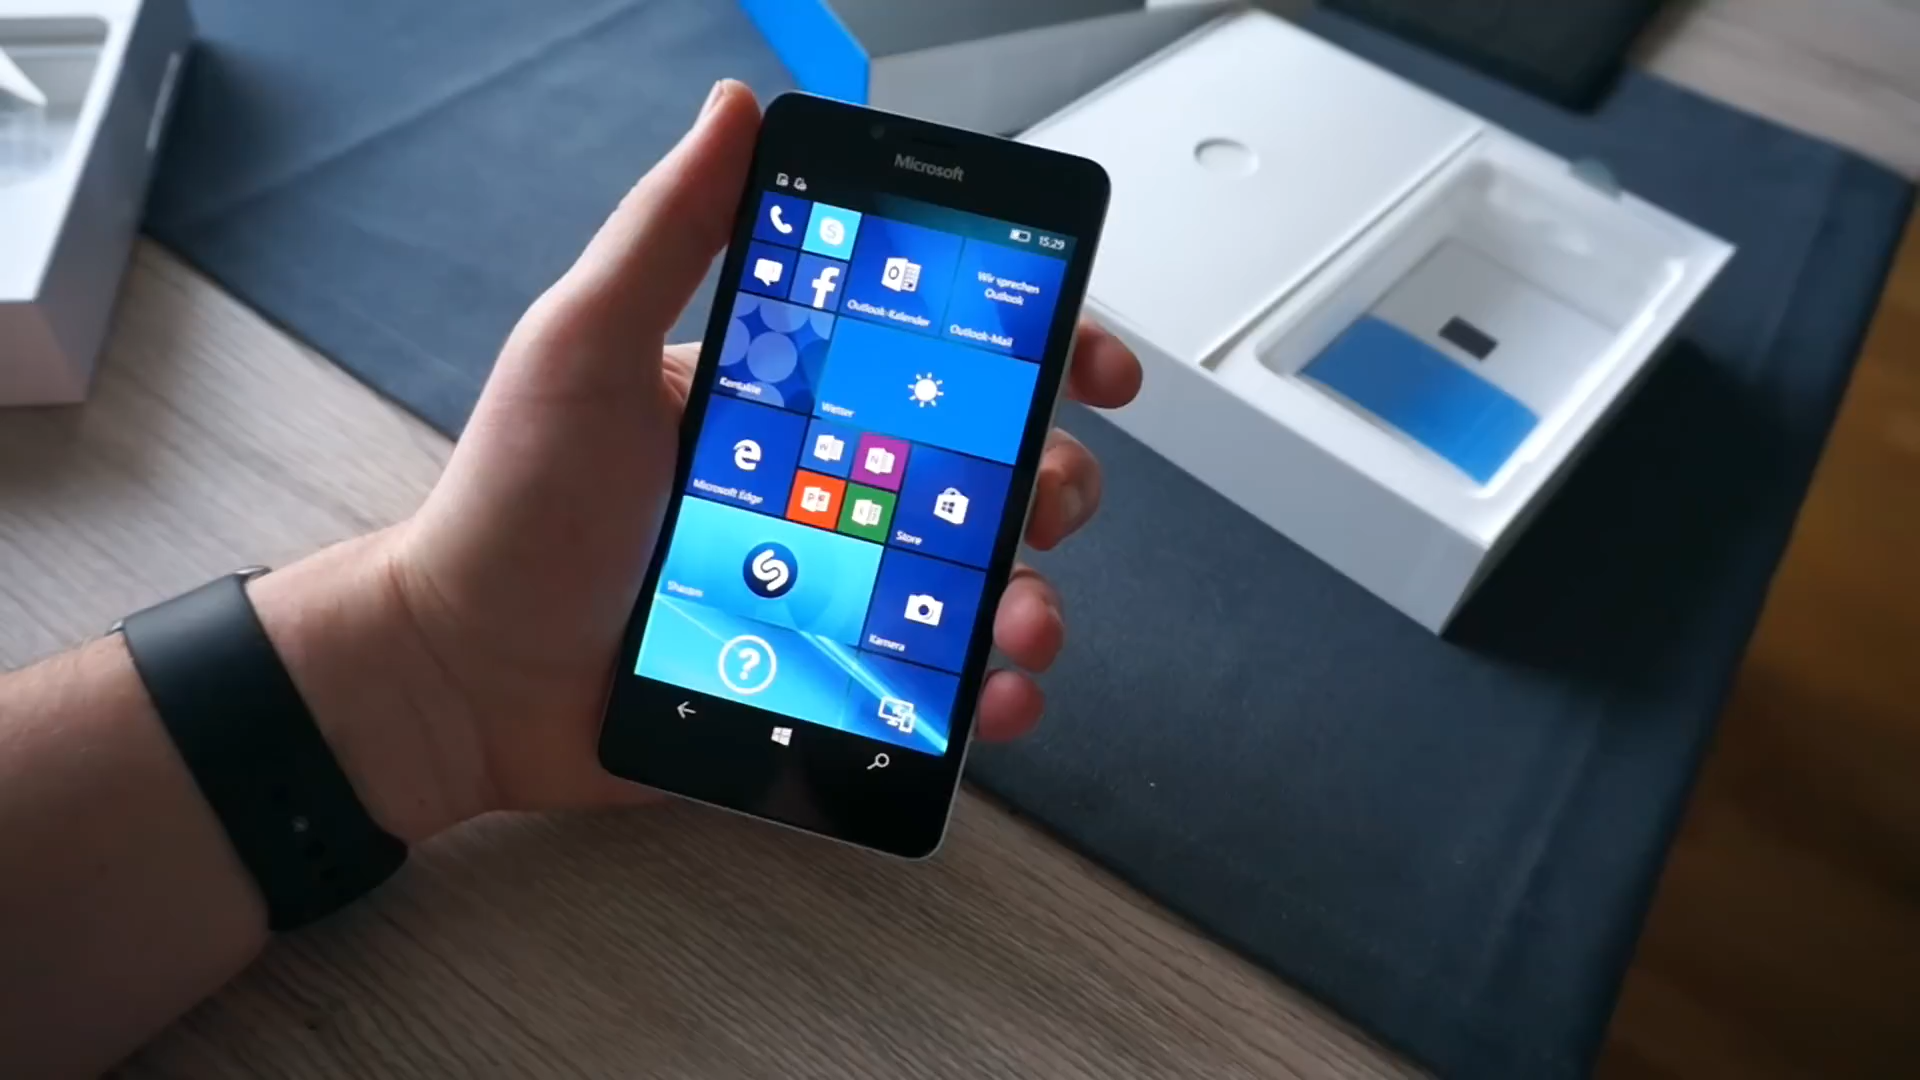 Microsoft
15:29
Outlook-Kalender
Wir sprechen
Outlook
Outlook-Mail
Kontakte
Wetter
Microsoft Edge
Store
Shazam
Kamera